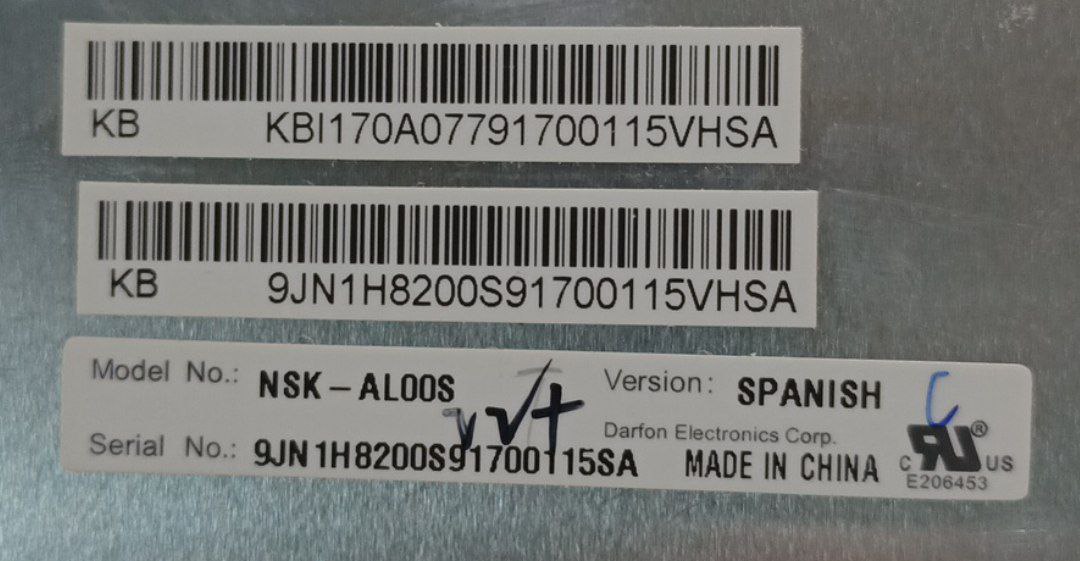 KB KBI170A07791700115VHSA
KB 9JN1H8200S91700115VHSA
Model No.: NSK-AL00S Version: SPANISH
Darfon Electronics Corp.
Serial No.: 9JN1H8200S91700115SA MADE IN CHINA C RU ® US
E206453